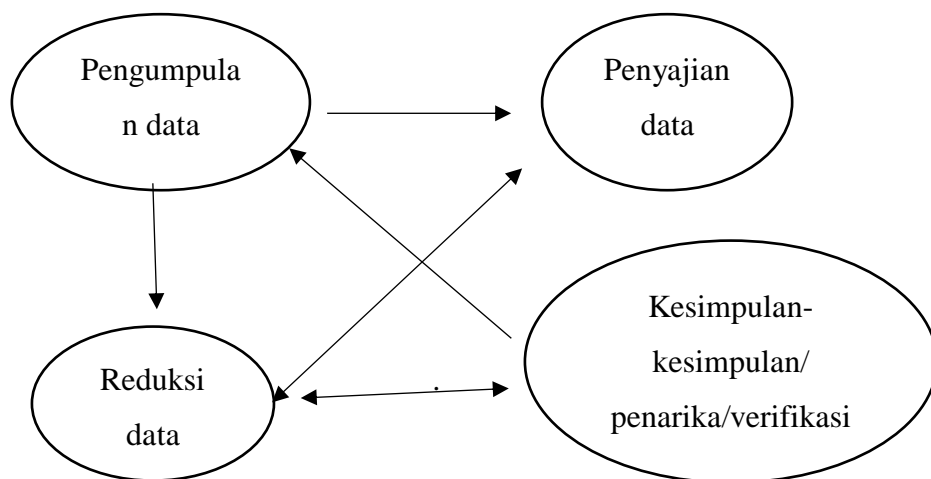 Pengumpula
n data
Penyajian
data
Reduksi
data
Kesimpulan-
kesimpulan/
penarika/verifikasi